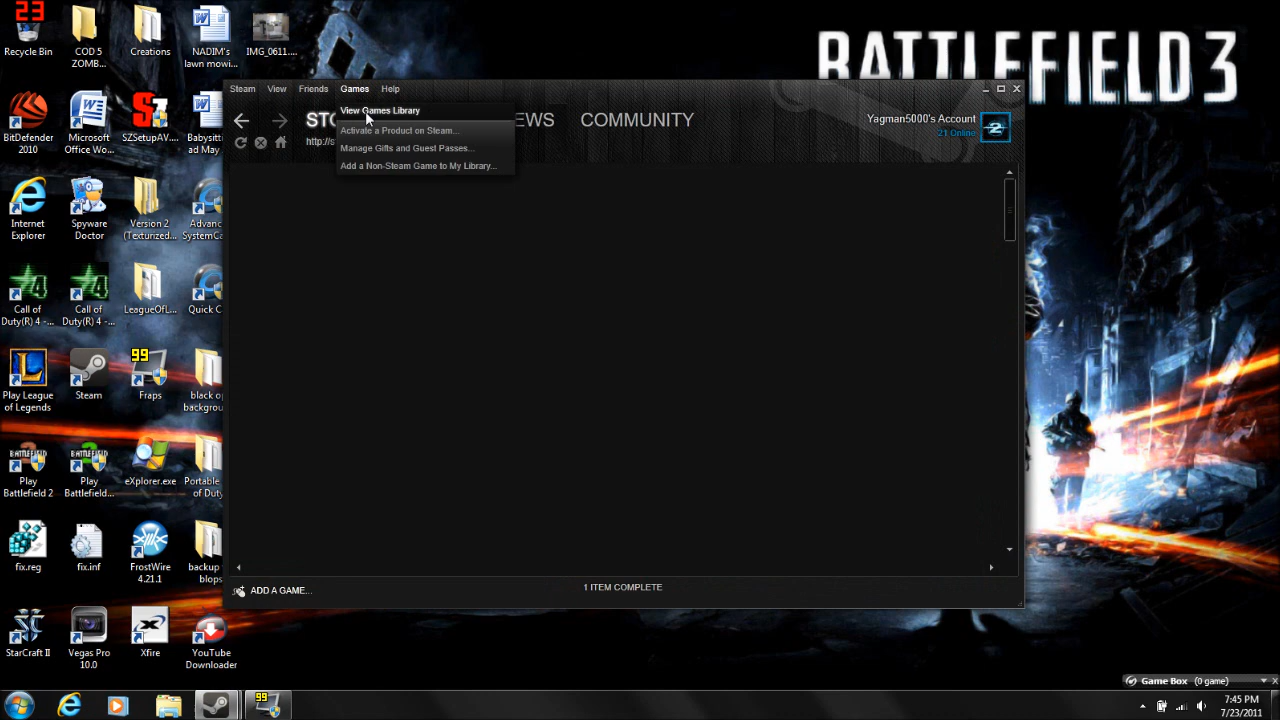 23
Recycle Bin
COD 5
ZOMB...
Creations
NADIM's
lawn mowi...
IMG_0611....
BATTLEFIELD 3
Steam View Friends Games Help
View Games Library
Activate a Product on Steam...
Manage Gifts and Guest Passes...
Add a Non-Steam Game to My Library...
STO
EWS
COMMUNITY
http://s
Yagman5000's Account
21 Online
2
BitDefender
2010
Microsoft
Office Wo...
SZSetupAV...
Babysitting
ad May
Internet
Explorer
Spyware
Doctor
Version 2
(Texturized...
Advanc
SystemCa
Call of
Duty(R) 4 -...
Call of
Duty(R) 4 -...
LeagueOfL...
Quick C
Play League
of Legends
Steam
99
Fraps
black op
backgrou
Play
Battlefield 2
Play
Battlefield...
eXplorer.exe
Portable
of Duty
fix.reg
fix.inf
FrostWire
4.21.1
backup
blops
ADD A GAME...
1 ITEM COMPLETE
StarCraft II
Vegas Pro
10.0
Xfire
YouTube
Downloader
Game Box (0 game)
99
7:45 PM
7/23/2011